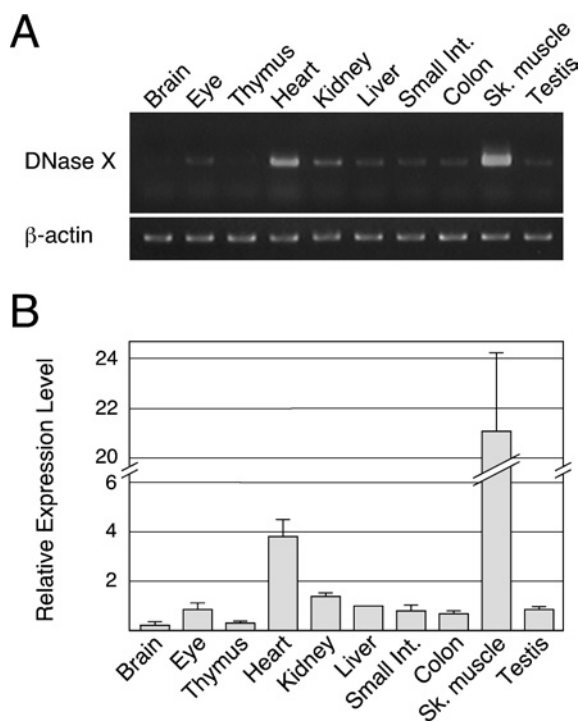 A
Brain Eye Thymus Heart Kidney Liver Small Int. Colon Sk. muscle Testis
DNase X
β-actin
B
Relative Expression Level
24
22
20
6
4
2
Brain Eye Thymus Heart Kidney Liver Small Int. Colon Sk. muscle Testis